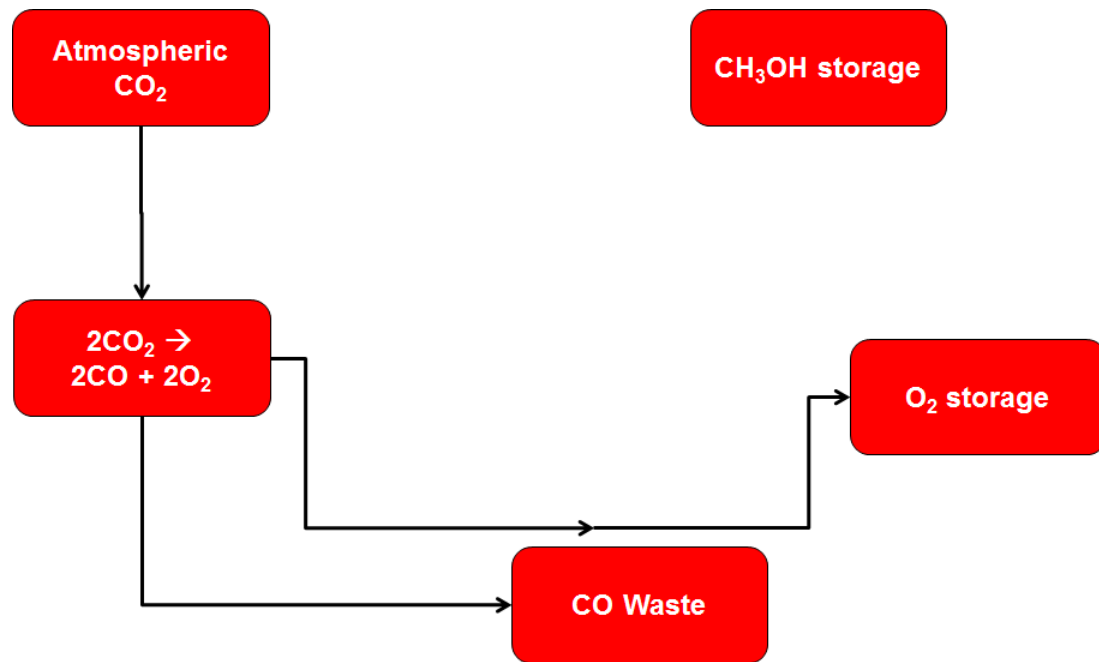 Atmospheric
CO₂
CH₃OH storage
2CO₂ →
2CO + 2O₂
O₂ storage
CO Waste